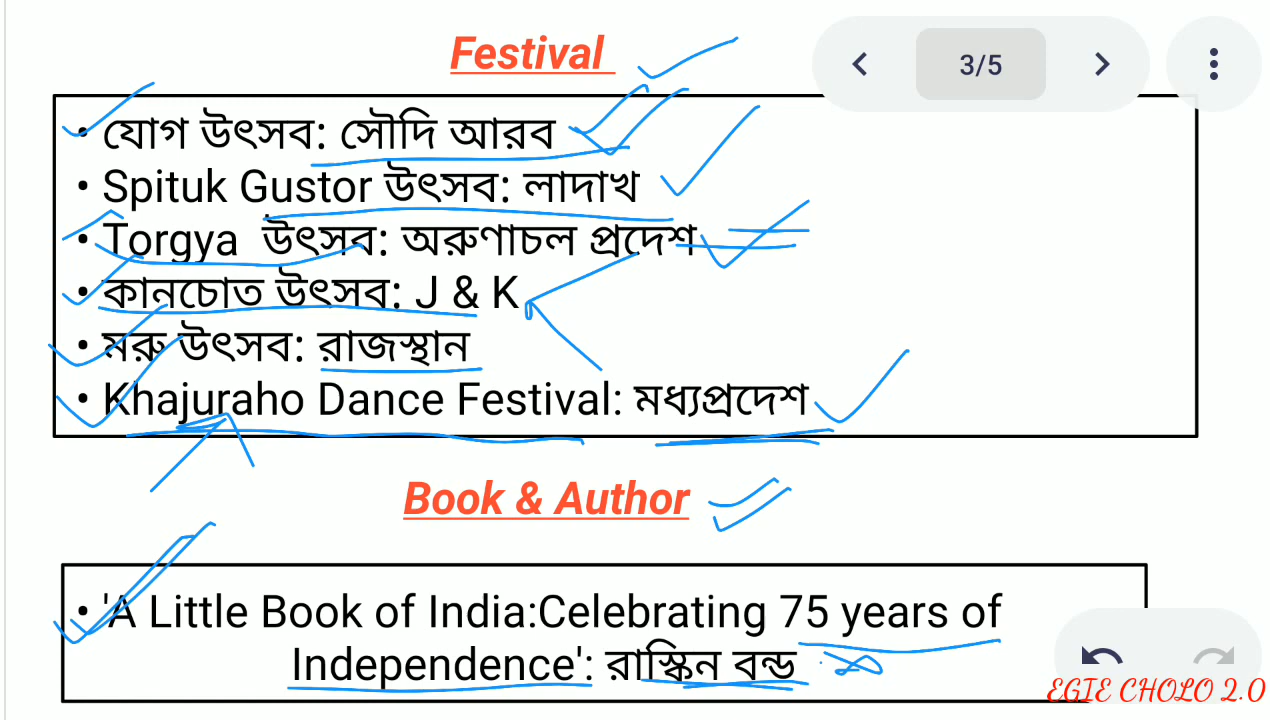 Festival
3/5
• যোগ উৎসব: সৌদি আরব
• Spituk Gustor উৎসব: লাদাখ
• Torgya উৎসব: অরুণাচল প্রদেশ
• কানচোত উৎসব: J & K
• মরু উৎসব: রাজস্থান
• Khajuraho Dance Festival: মধ্যপ্রদেশ
Book & Author
• 'A Little Book of India:Celebrating 75 years of
Independence': রাস্কিন বন্ড
EGIE CHOLO 2.0